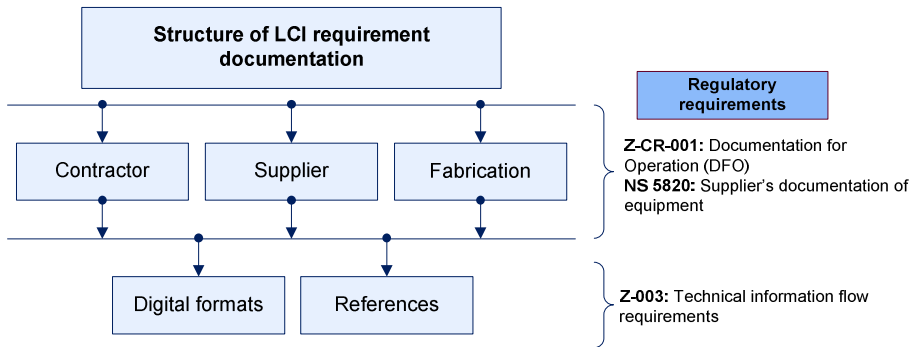 Structure of LCI requirement
documentation
Regulatory
requirements
Contractor
Supplier
Fabrication
Z-CR-001: Documentation for
Operation (DFO)
NS 5820: Supplier’s documentation of
equipment
Digital formats
References
Z-003: Technical information flow
requirements